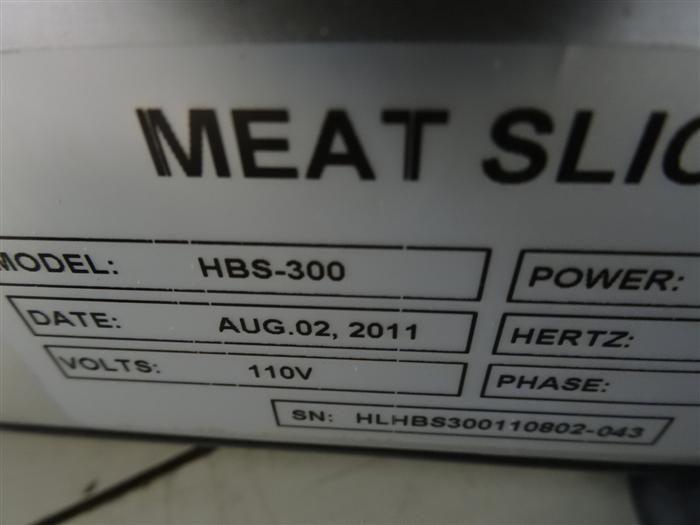 MEAT SLIC
MODEL: HBS-300 POWER:
DATE: AUG.02, 2011 HERTZ:
VOLTS: 110V PHASE:
SN: HLHBS300110802-043